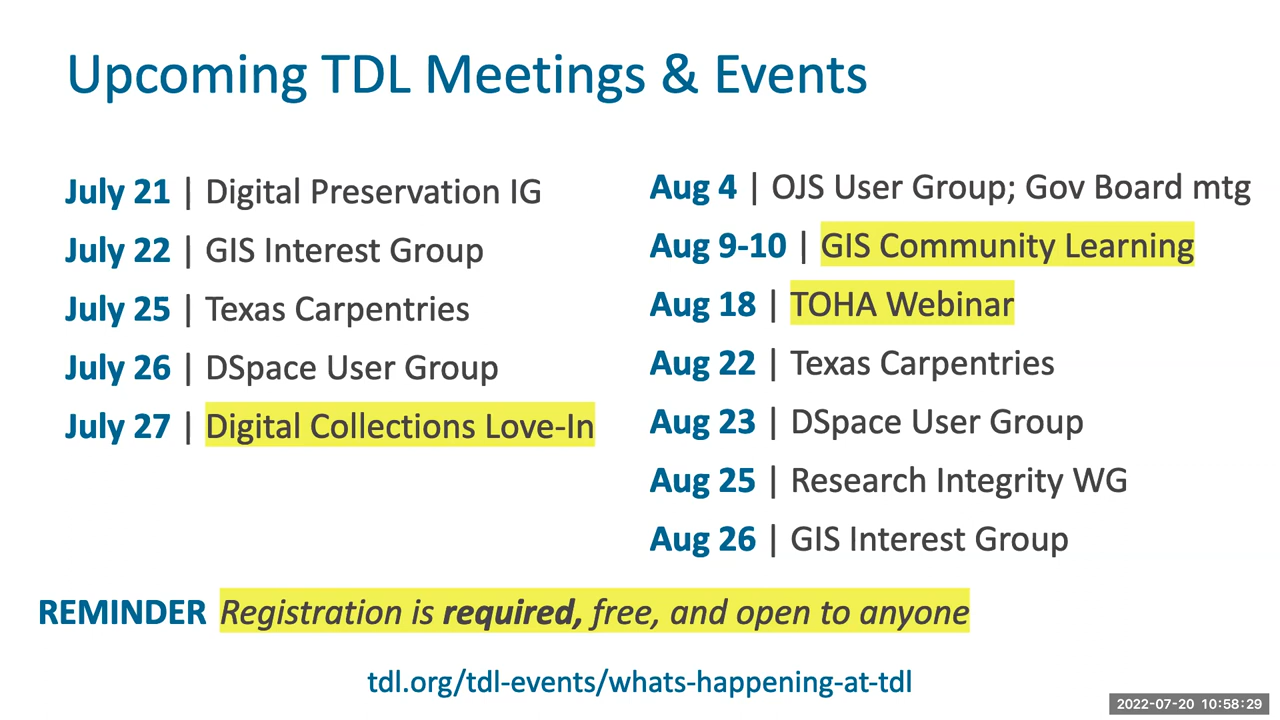 Upcoming TDL Meetings & Events
July 21 | Digital Preservation IG
July 22 | GIS Interest Group
July 25 | Texas Carpentries
July 26 | DSpace User Group
July 27 | Digital Collections Love-In
Aug 4 | OJS User Group; Gov Board mtg
Aug 9-10 | GIS Community Learning
Aug 18 | TOHA Webinar
Aug 22 | Texas Carpentries
Aug 23 | DSpace User Group
Aug 25 | Research Integrity WG
Aug 26 | GIS Interest Group
REMINDER Registration is required, free, and open to anyone
tdl.org/tdl-events/whats-happening-at-tdl
2022-07-20 10:58:29